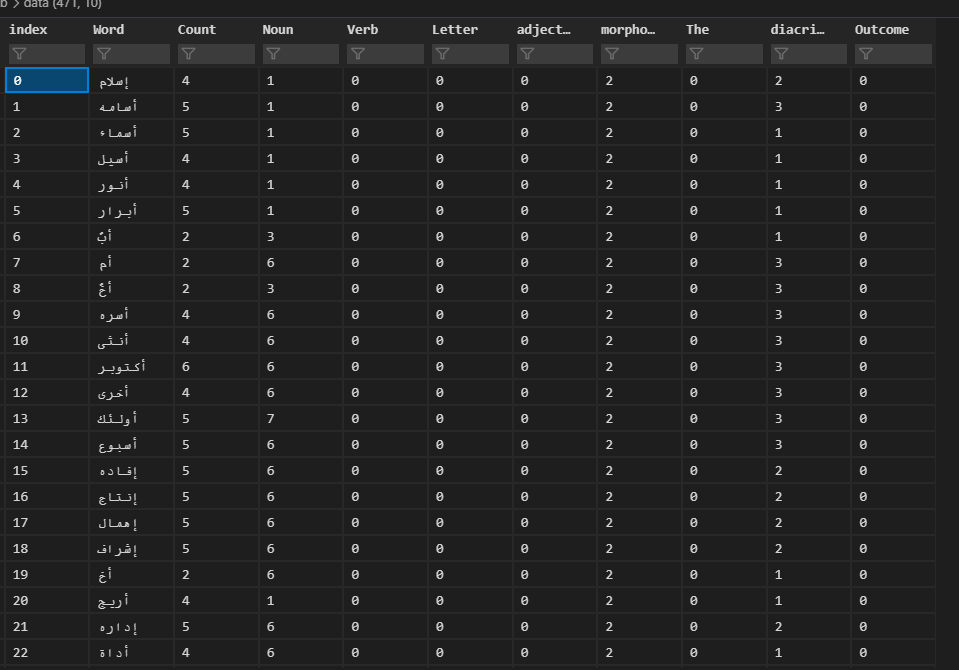 b > data (471, 10)
index Word Count Noun Verb Letter adject... morpho... The diacri... Outcome
0 إسلام 4 1 0 0 0 2 0 2 0
1 أسامه 5 1 0 0 0 2 0 3 0
2 أسماء 5 1 0 0 0 2 0 1 0
3 أسيل 4 1 0 0 0 2 0 1 0
4 أنور 4 1 0 0 0 2 0 1 0
5 أبرار 5 1 0 0 0 2 0 1 0
6 أبٌ 2 3 0 0 0 2 0 1 0
7 أم 2 6 0 0 0 2 0 3 0
8 أخٌ 2 3 0 0 0 2 0 3 0
9 أسره 4 6 0 0 0 2 0 3 0
10 أنثى 4 6 0 0 0 2 0 3 0
11 أكتوبر 6 6 0 0 0 2 0 3 0
12 أخرى 4 6 0 0 0 2 0 3 0
13 أولئك 5 7 0 0 0 2 0 3 0
14 أسبوع 5 6 0 0 0 2 0 3 0
15 إفاده 5 6 0 0 0 2 0 2 0
16 إنتاج 5 6 0 0 0 2 0 2 0
17 إهمال 5 6 0 0 0 2 0 2 0
18 إشراف 5 6 0 0 0 2 0 2 0
19 أخ 2 6 0 0 0 2 0 1 0
20 أريج 4 1 0 0 0 2 0 1 0
21 إداره 5 6 0 0 0 2 0 2 0
22 أداة 4 6 0 0 0 2 0 1 0